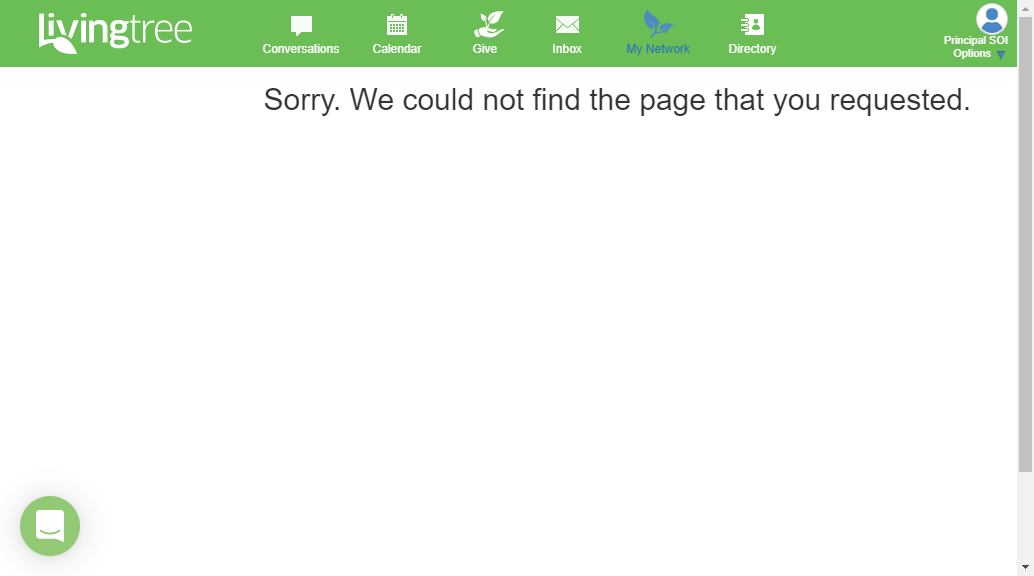 livingtree
Conversations
Calendar
Give
Inbox
My Network
Directory
Principal SOI
Options
Sorry. We could not find the page that you requested.